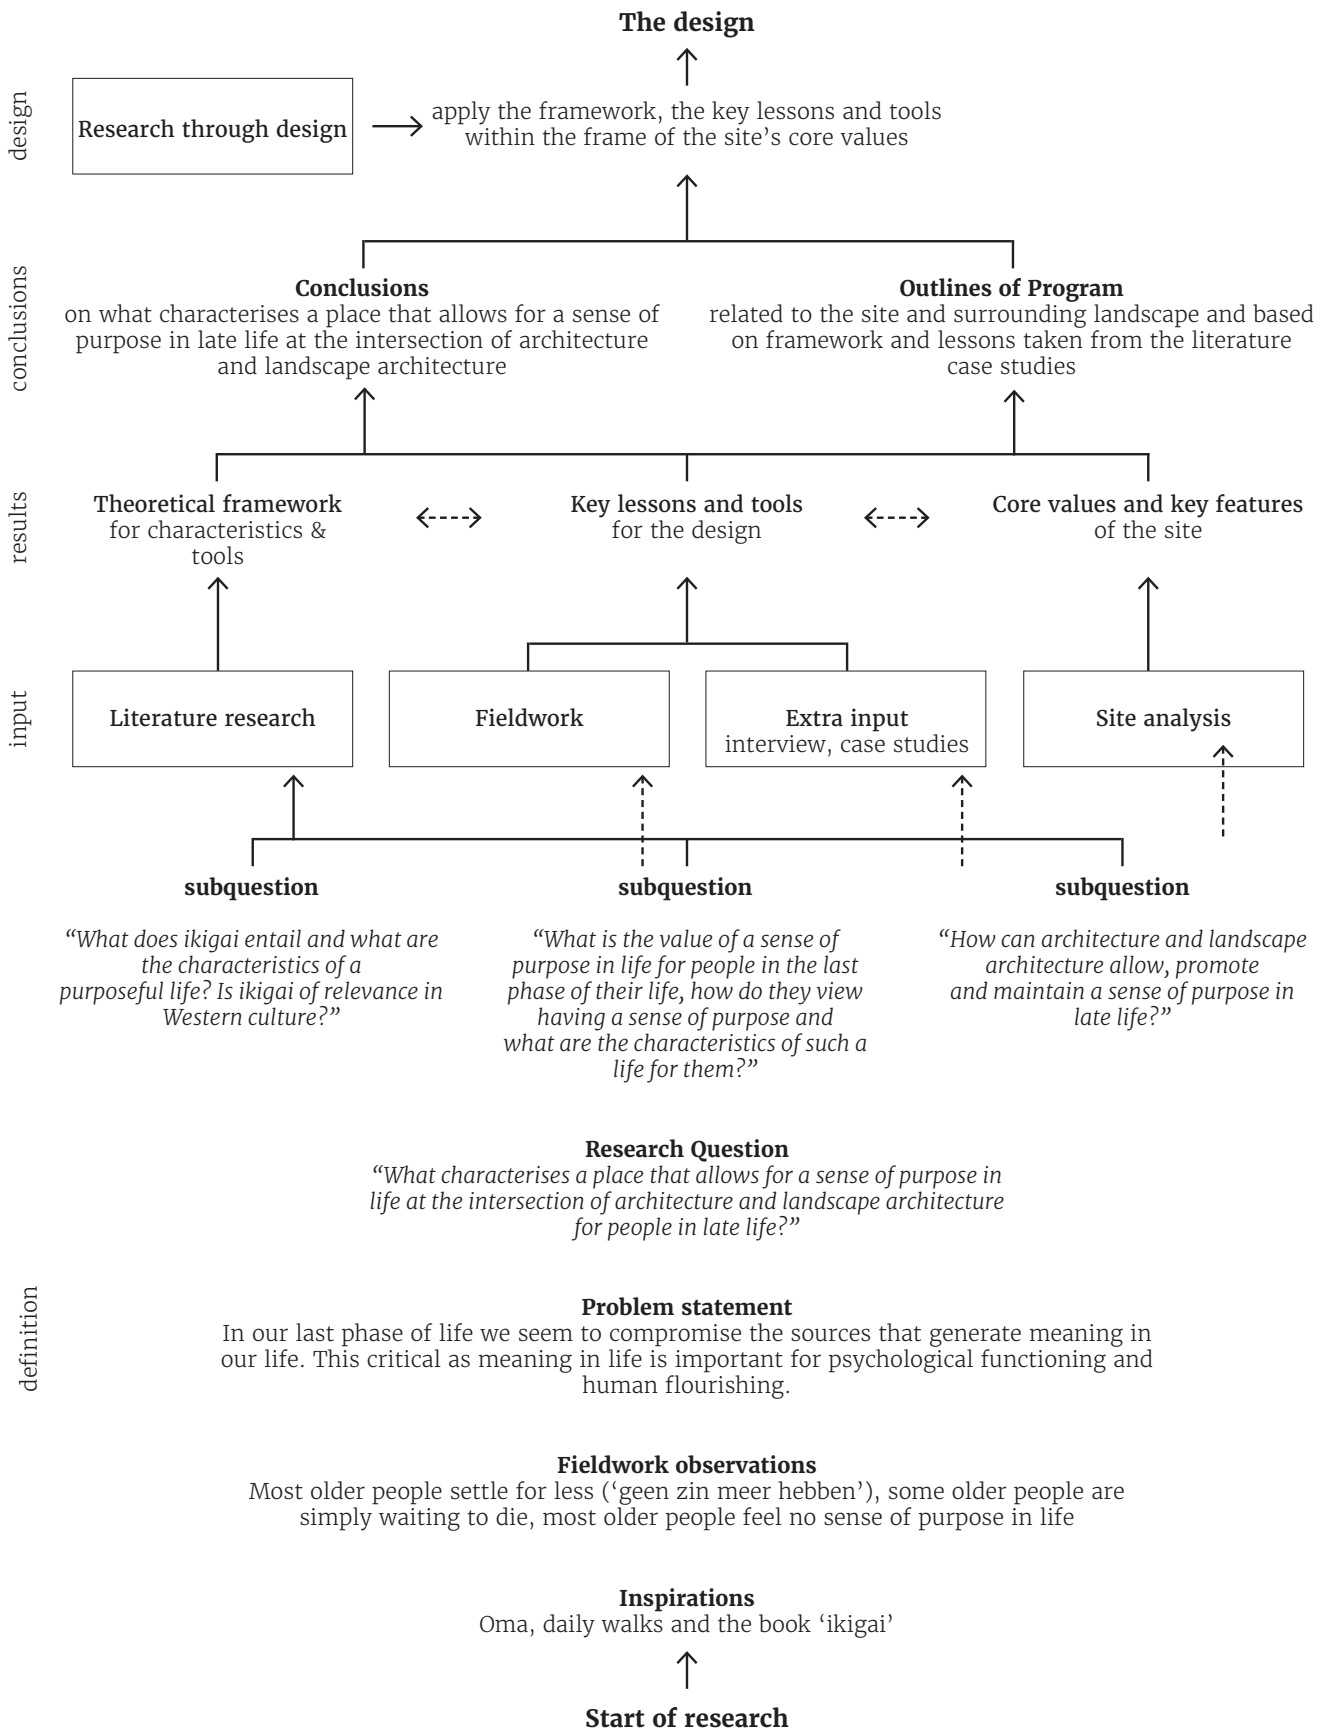 The design
design
Research through design
apply the framework, the key lessons and tools
within the frame of the site’s core values
conclusions
Conclusions
on what characterises a place that allows for a sense of
purpose in late life at the intersection of architecture
and landscape architecture
Outlines of Program
related to the site and surrounding landscape and based
on framework and lessons taken from the literature
case studies
results
Theoretical framework
for characteristics &
tools
Key lessons and tools
for the design
Core values and key features
of the site
input
Literature research
Fieldwork
Extra input
interview, case studies
Site analysis
subquestion
“What does ikigai entail and what are
the characteristics of a
purposeful life? Is ikigai of relevance in
Western culture?”
subquestion
“What is the value of a sense of
purpose in life for people in the last
phase of their life, how do they view
having a sense of purpose and
what are the characteristics of such a
life for them?”
subquestion
“How can architecture and landscape
architecture allow, promote
and maintain a sense of purpose in
late life?”
Research Question
“What characterises a place that allows for a sense of purpose in
life at the intersection of architecture and landscape architecture
for people in late life?”
definition
Problem statement
In our last phase of life we seem to compromise the sources that generate meaning in
our life. This critical as meaning in life is important for psychological functioning and
human flourishing.
Fieldwork observations
Most older people settle for less (‘geen zin meer hebben’), some older people are
simply waiting to die, most older people feel no sense of purpose in life
Inspirations
Oma, daily walks and the book ‘ikigai’
Start of research